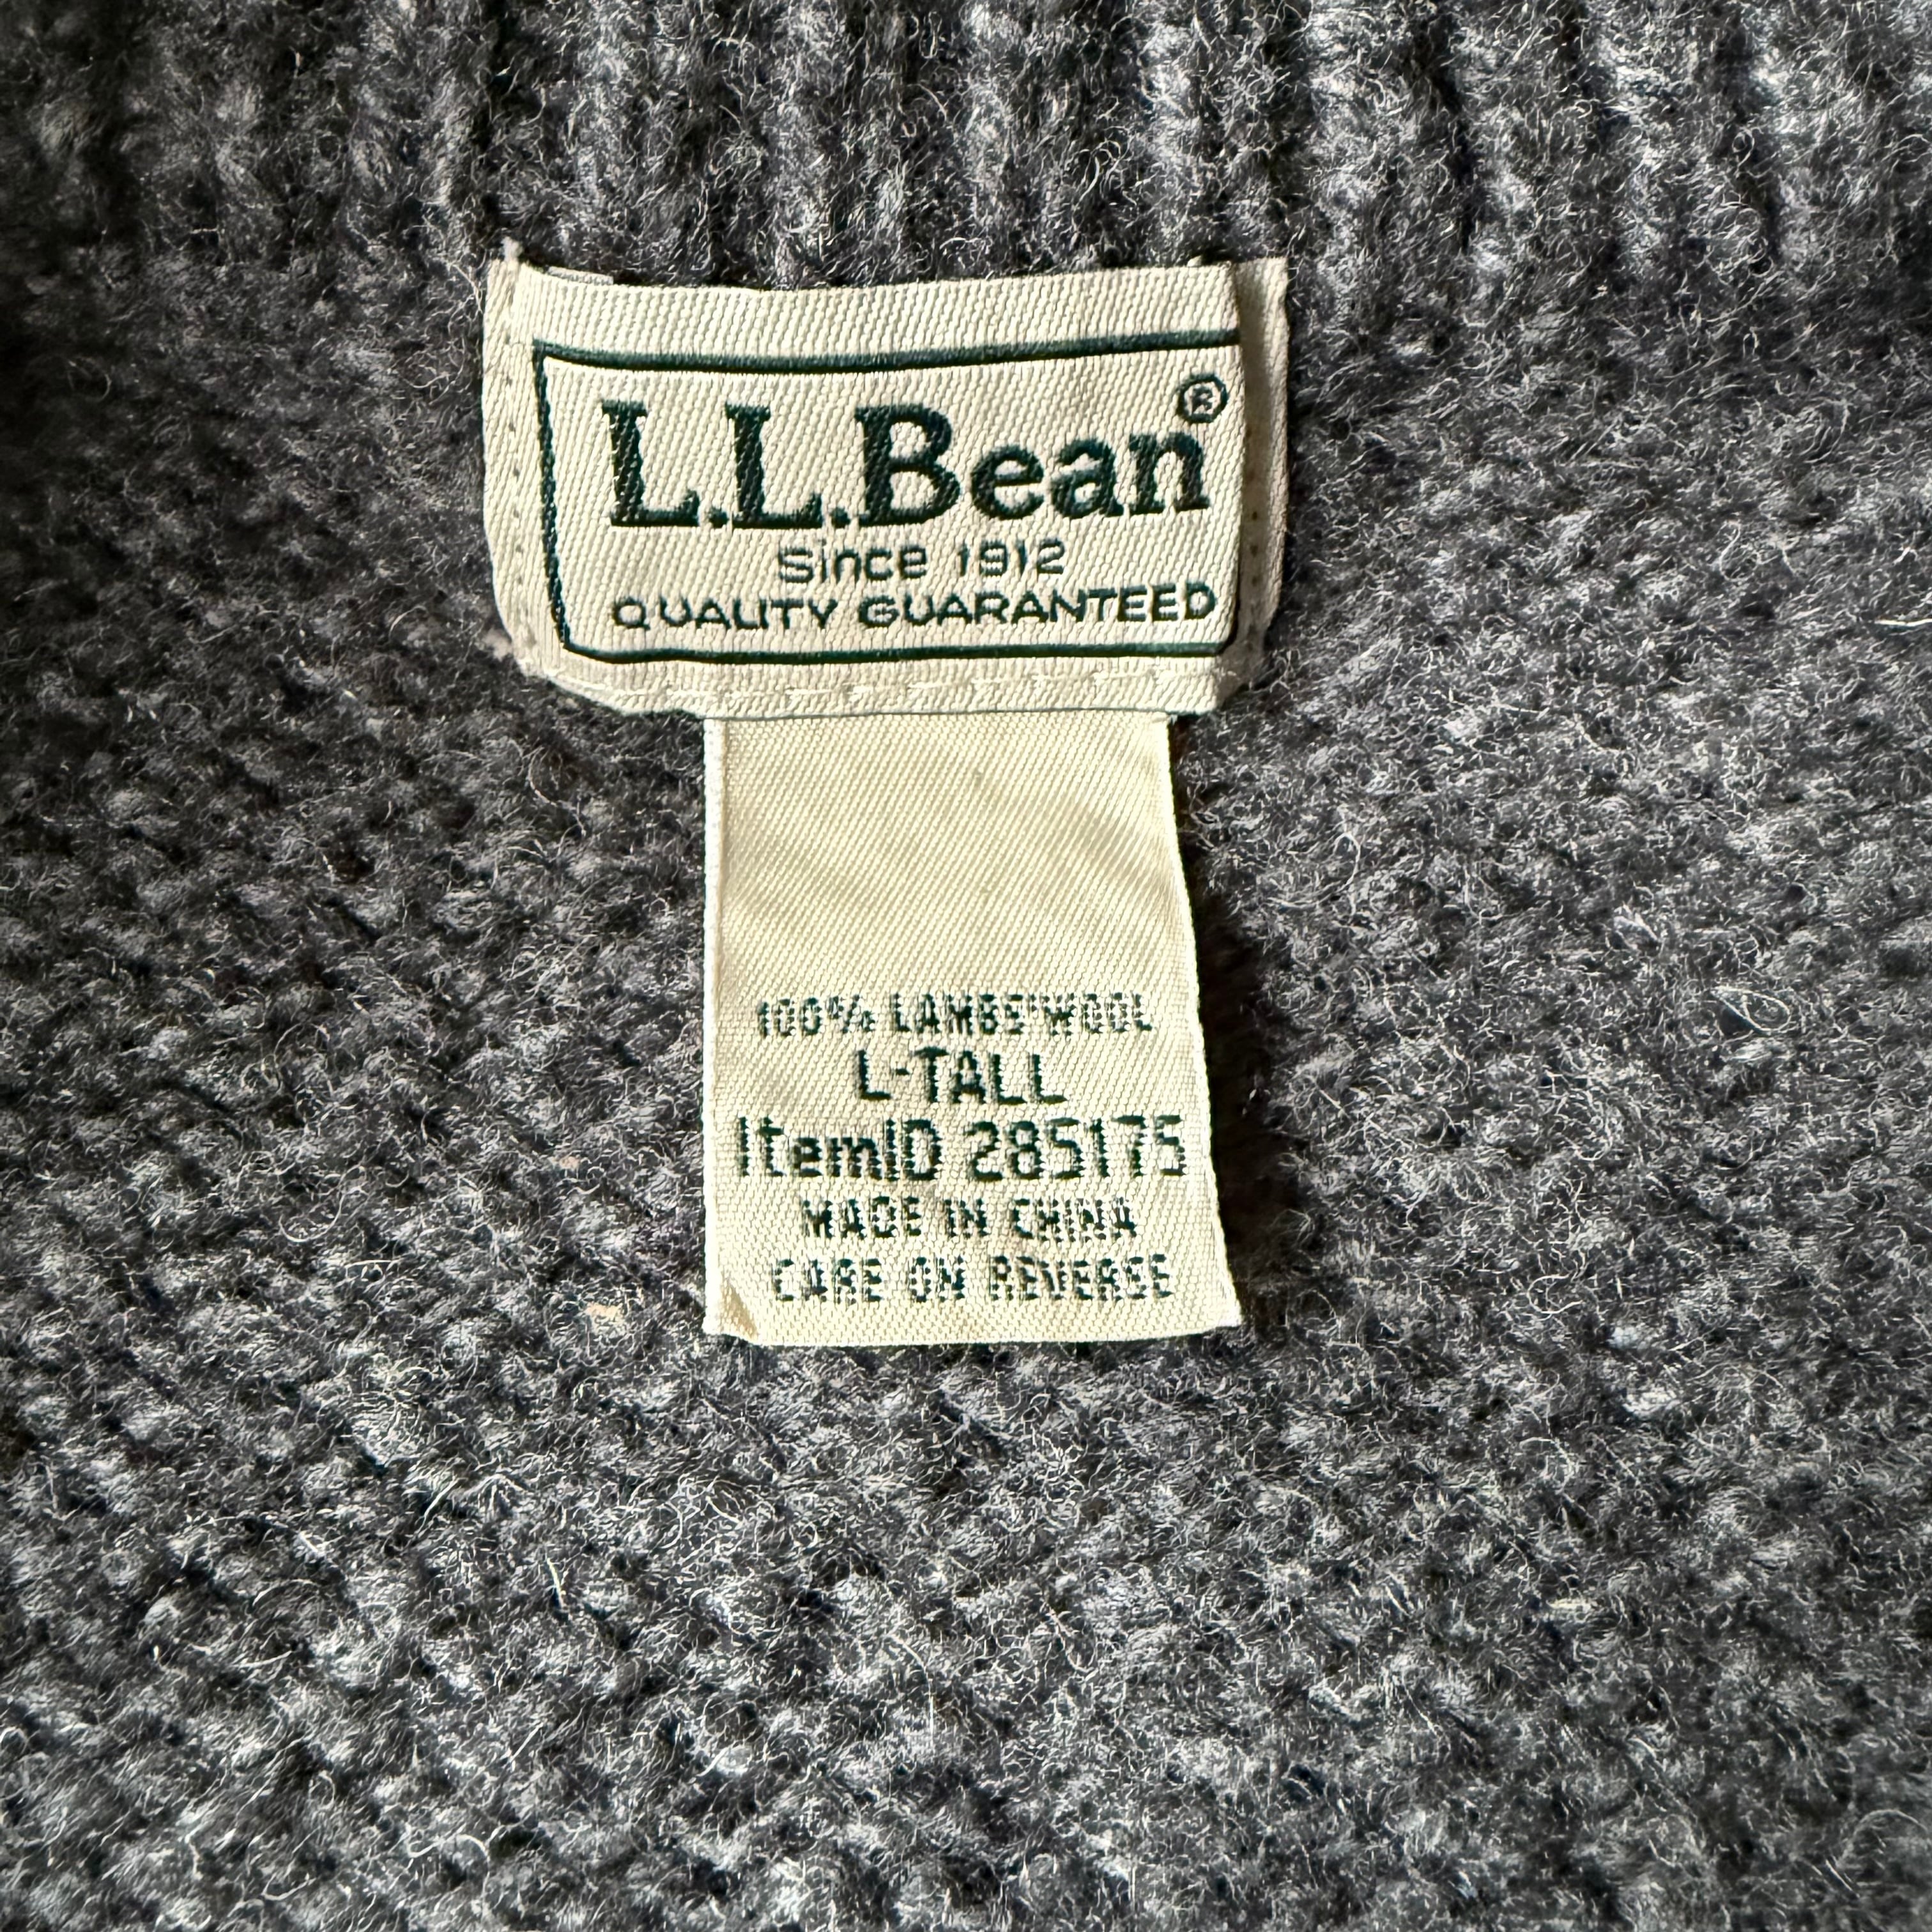 L.L.Bean®
Since 1912
QUALITY GUARANTEED
100% LAMBS'WOOL
L-TALL
ItemID 285175
MADE IN CHINA
CARE ON REVERSE